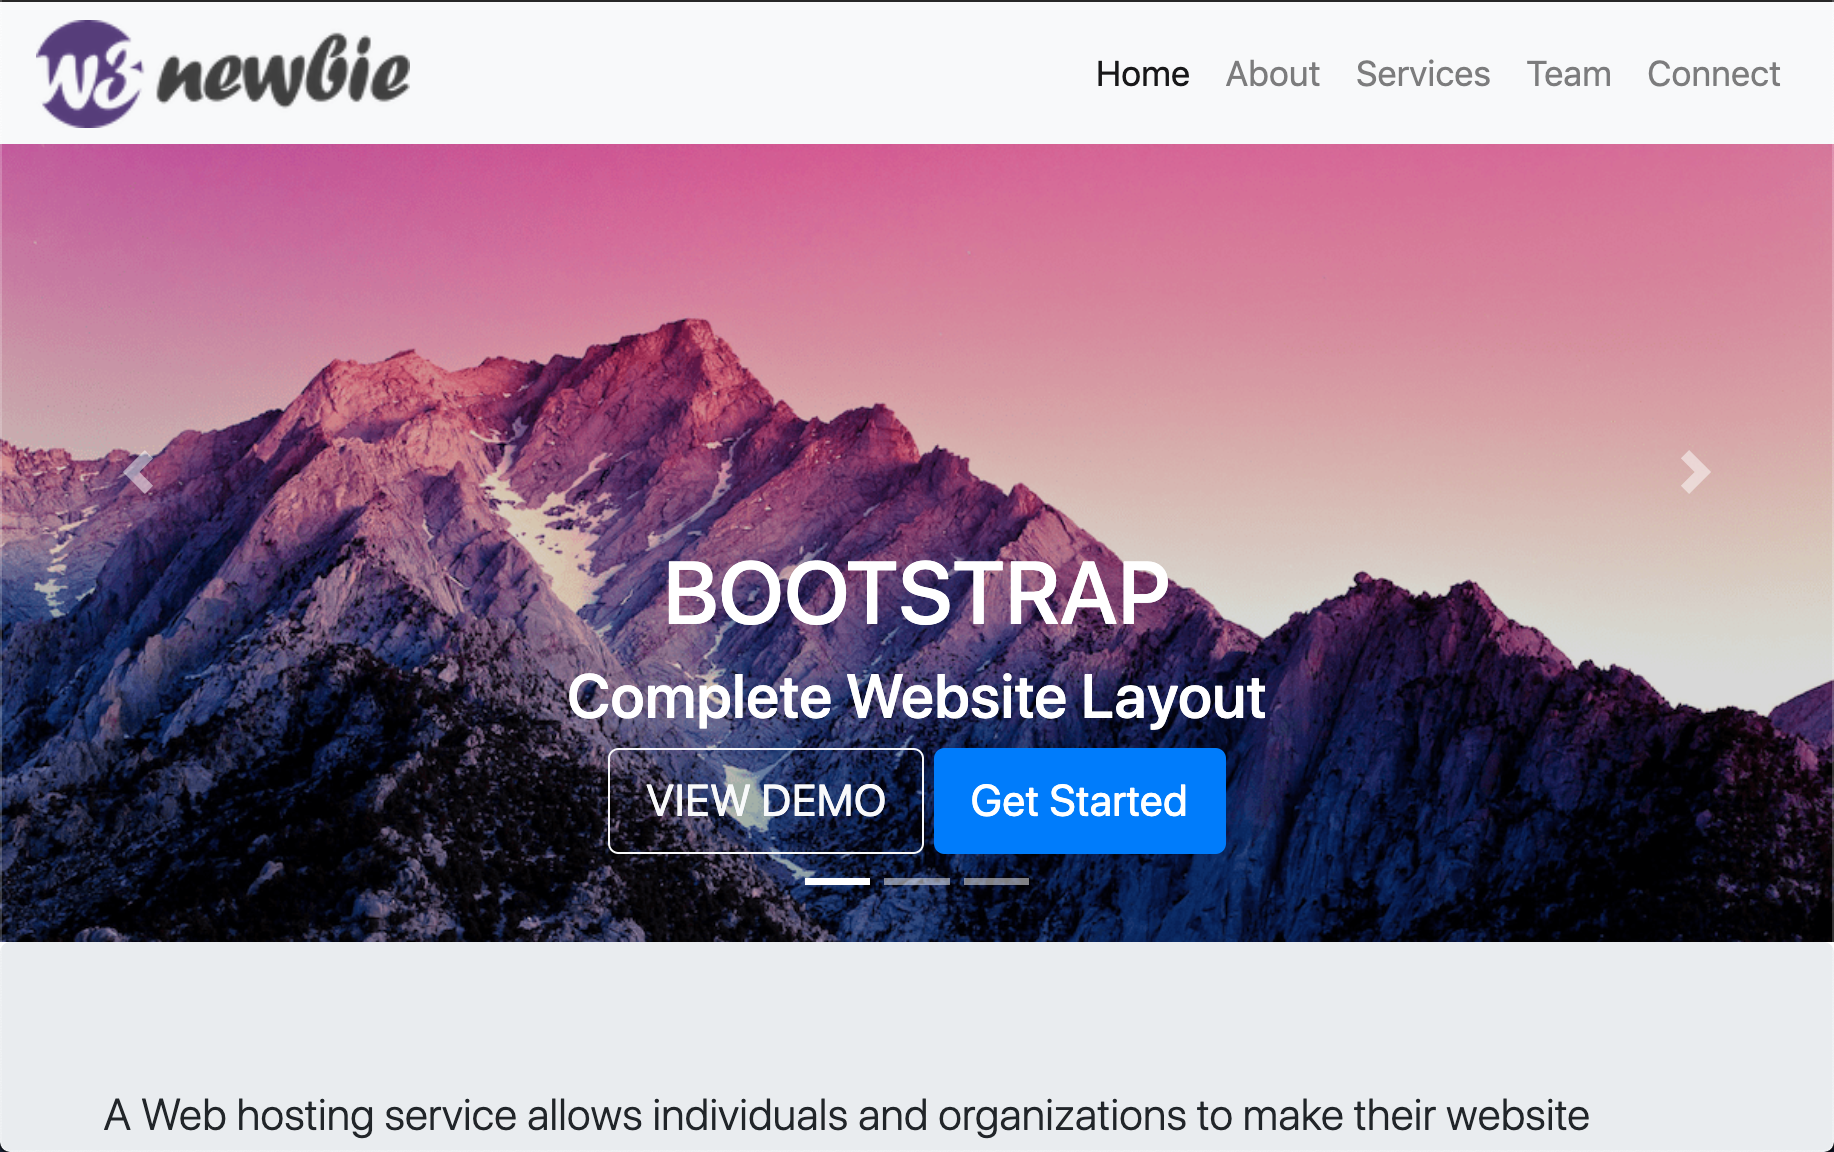 W3 newbie
Home About Services Team Connect
BOOTSTRAP
Complete Website Layout
VIEW DEMO Get Started
A Web hosting service allows individuals and organizations to make their website